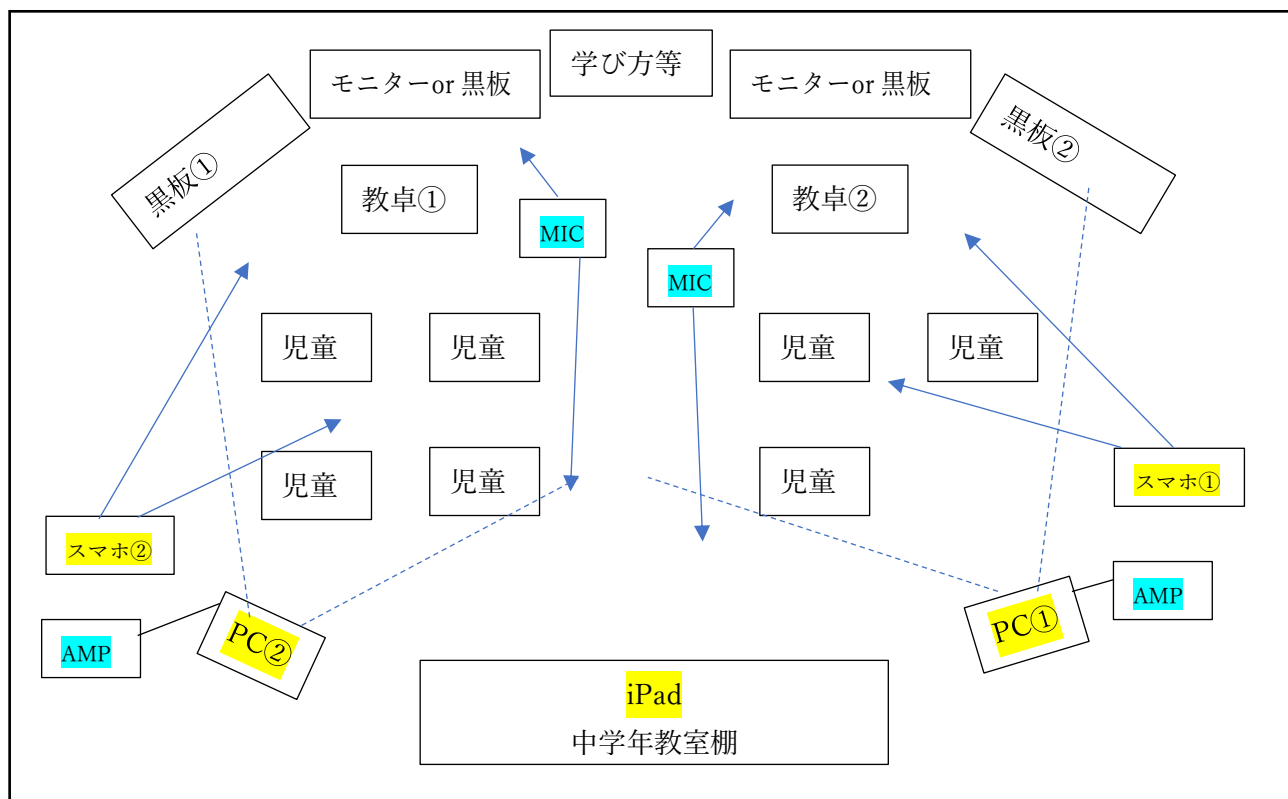 学び方等
モニターor 黒板
モニターor 黒板
黒板①
黒板②
教卓①
教卓②
MIC
MIC
児童
児童
児童
児童
児童
児童
児童
スマホ①
スマホ②
AMP
PC②
PC①
AMP
iPad
中学年教室棚